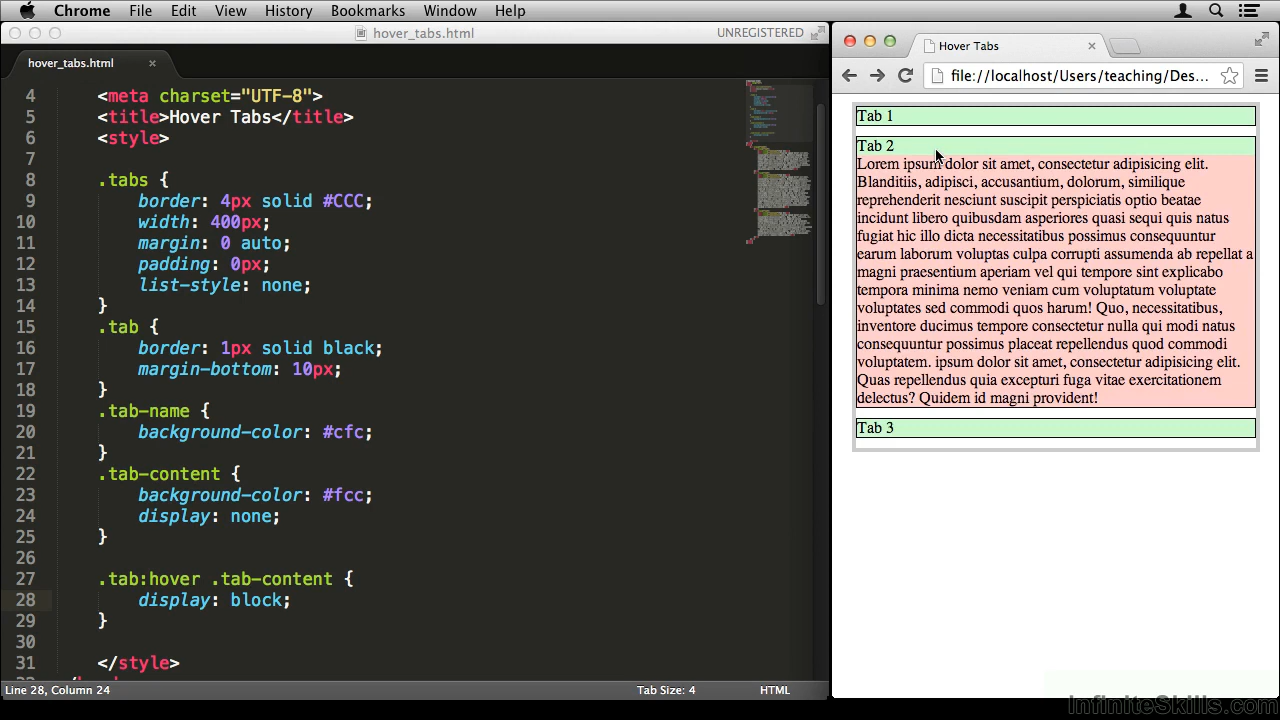 Chrome File Edit View History Bookmarks Window Help
hover_tabs.html
UNREGISTERED
hover_tabs.html
4 <meta charset="UTF-8">
5 <title>Hover Tabs</title>
6 <style>
7
8 .tabs {
9 border: 4px solid #CCC;
10 width: 400px;
11 margin: 0 auto;
12 padding: 0px;
13 list-style: none;
14 }
15 .tab {
16 border: 1px solid black;
17 margin-bottom: 10px;
18 }
19 .tab-name {
20 background-color: #cfc;
21 }
22 .tab-content {
23 background-color: #fcc;
24 display: none;
25 }
26
27 .tab:hover .tab-content {
28 display: block;
29 }
30
31 </style>
Line 28, Column 24
Tab Size: 4
HTML
Hover Tabs
file://localhost/Users/teaching/Des...
Tab 1
Tab 2
Lorem ipsum dolor sit amet, consectetur adipisicing elit.
Blanditiis, adipisci, accusantium, dolorum, similique
reprehenderit nesciunt suscipit perspiciatis optio beatae
incidunt libero quibusdam asperiores quasi sequi quis natus
fugiat hic illo dicta necessitatibus possimus consequuntur
earum laborum voluptas culpa corrupti assumenda ab repellat a
magni praesentium aperiam vel qui tempore sint explicabo
tempora minima nemo veniam cum voluptatum voluptate
voluptates sed commodi quos harum! Quo, necessitatibus,
inventore ducimus tempore consectetur nulla qui modi natus
consequuntur possimus placeat repellendus quod commodi
voluptatem. ipsum dolor sit amet, consectetur adipisicing elit.
Quas repellendus quia excepturi fuga vitae exercitationem
delectus? Quidem id magni provident!
Tab 3
InfiniteSkills.com